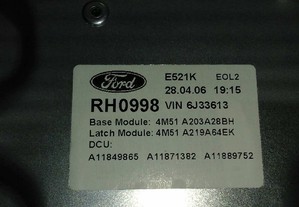 Ford E521K EOL2
28.04.06 19:15
RH0998 VIN 6J33613
Base Module: 4M51 A203A28BH
Latch Module: 4M51 A219A64EK
DCU:
A11849865 A11871382 A11889752